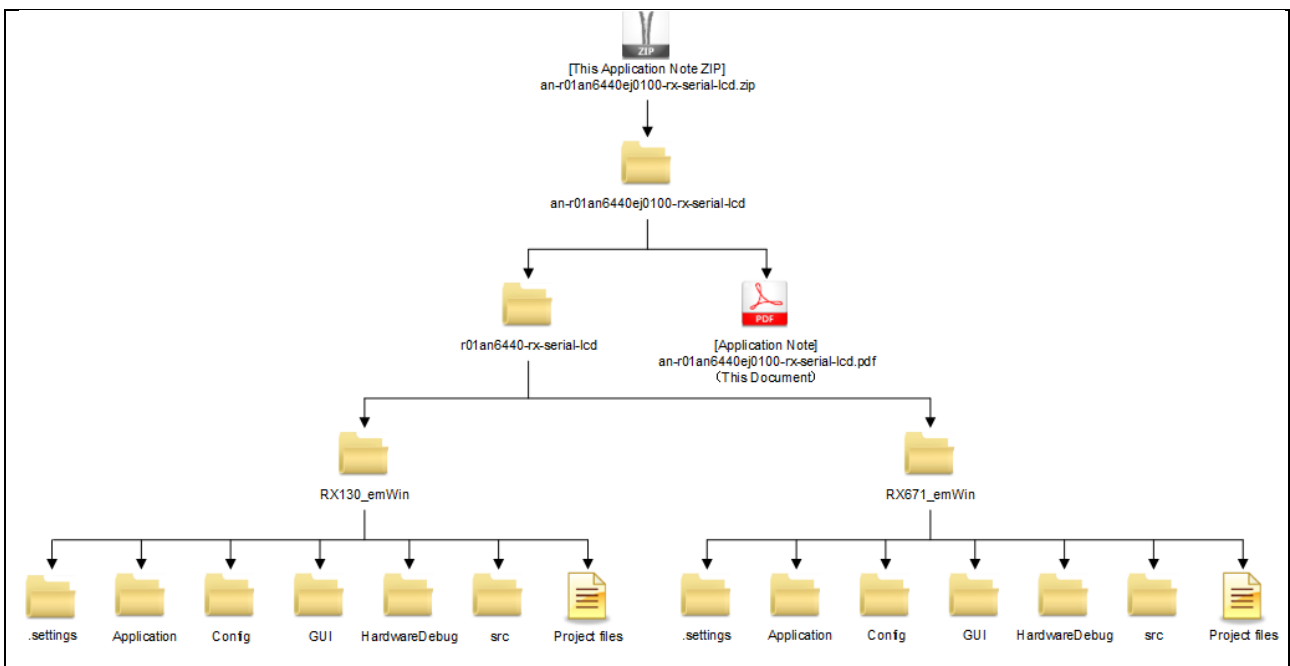 ZIP
[This Application Note ZIP]
an-r01an6440ej0100-rx-serial-lcd.zip
an-r01an6440ej0100-rx-serial-lcd
r01an6440-rx-serial-lcd
PDF
[Application Note]
an-r01an6440ej0100-rx-serial-lcd.pdf
(This Document)
RX130_emWin
RX671_emWin
.settings
Application
Config
GUI
HardwareDebug
src
Project files
.settings
Application
Config
GUI
HardwareDebug
src
Project files